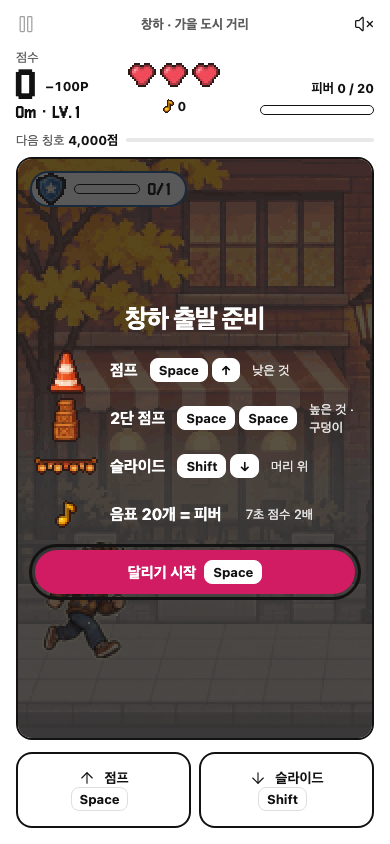 창하 · 가을 도시 거리
점수
0 −100P
0m · LV.1
0
피버 0 / 20
다음 칭호 4,000점
0/1
창하 출발 준비
점프 Space ↑ 낮은 것
2단 점프 Space Space 높은 것 ·
구덩이
슬라이드 Shift ↓ 머리 위
음표 20개 = 피버 7초 점수 2배
달리기 시작 Space
↑ 점프
Space
↓ 슬라이드
Shift